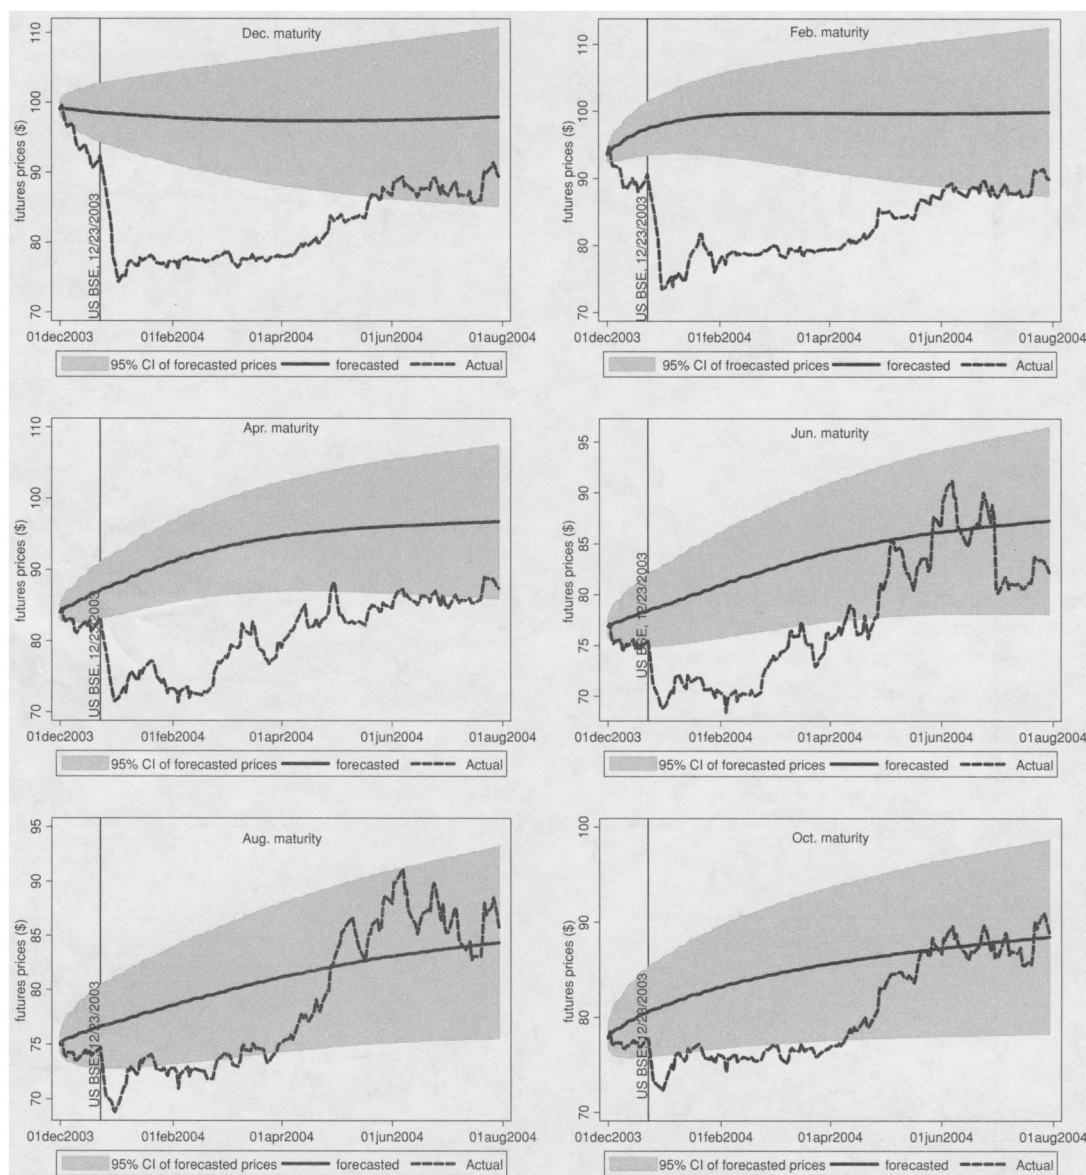 Dec. maturity
futures prices ($)
110
100
90
80
70
US BSE, 12/23/2003
01dec2003 01feb2004 01apr2004 01jun2004 01aug2004
95% CI of forecasted prices forecasted Actual
Feb. maturity
futures prices ($)
110
100
90
80
70
US BSE, 12/23/2003
01dec2003 01feb2004 01apr2004 01jun2004 01aug2004
95% CI of froecasted prices forecasted Actual
Apr. maturity
futures prices ($)
110
100
90
80
70
US BSE, 12/23/2003
01dec2003 01feb2004 01apr2004 01jun2004 01aug2004
95% CI of forecasted prices forecasted Actual
Jun. maturity
futures prices ($)
95
90
85
80
75
70
US BSE, 12/23/2003
01dec2003 01feb2004 01apr2004 01jun2004 01aug2004
95% CI of forecasted prices forecasted Actual
Aug. maturity
futures prices ($)
95
90
85
80
75
70
US BSE, 12/23/2003
01dec2003 01feb2004 01apr2004 01jun2004 01aug2004
95% CI of forecasted prices forecasted Actual
Oct. maturity
futures prices ($)
100
90
80
70
US BSE, 12/23/2003
01dec2003 01feb2004 01apr2004 01jun2004 01aug2004
95% CI of forecasted prices forecasted Actual